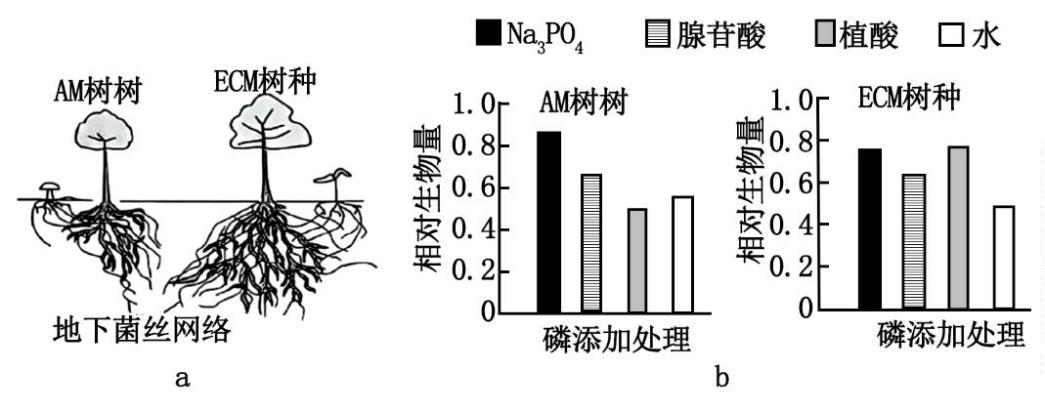 Na₃PO₄ 腺苷酸 植酸 水
AM树树
ECM树种
地下菌丝网络
a
AM树树
相对生物量
1.0
0.8
0.6
0.4
0.2
0
磷添加处理
ECM树种
相对生物量
1.0
0.8
0.6
0.4
0.2
0
磷添加处理
b